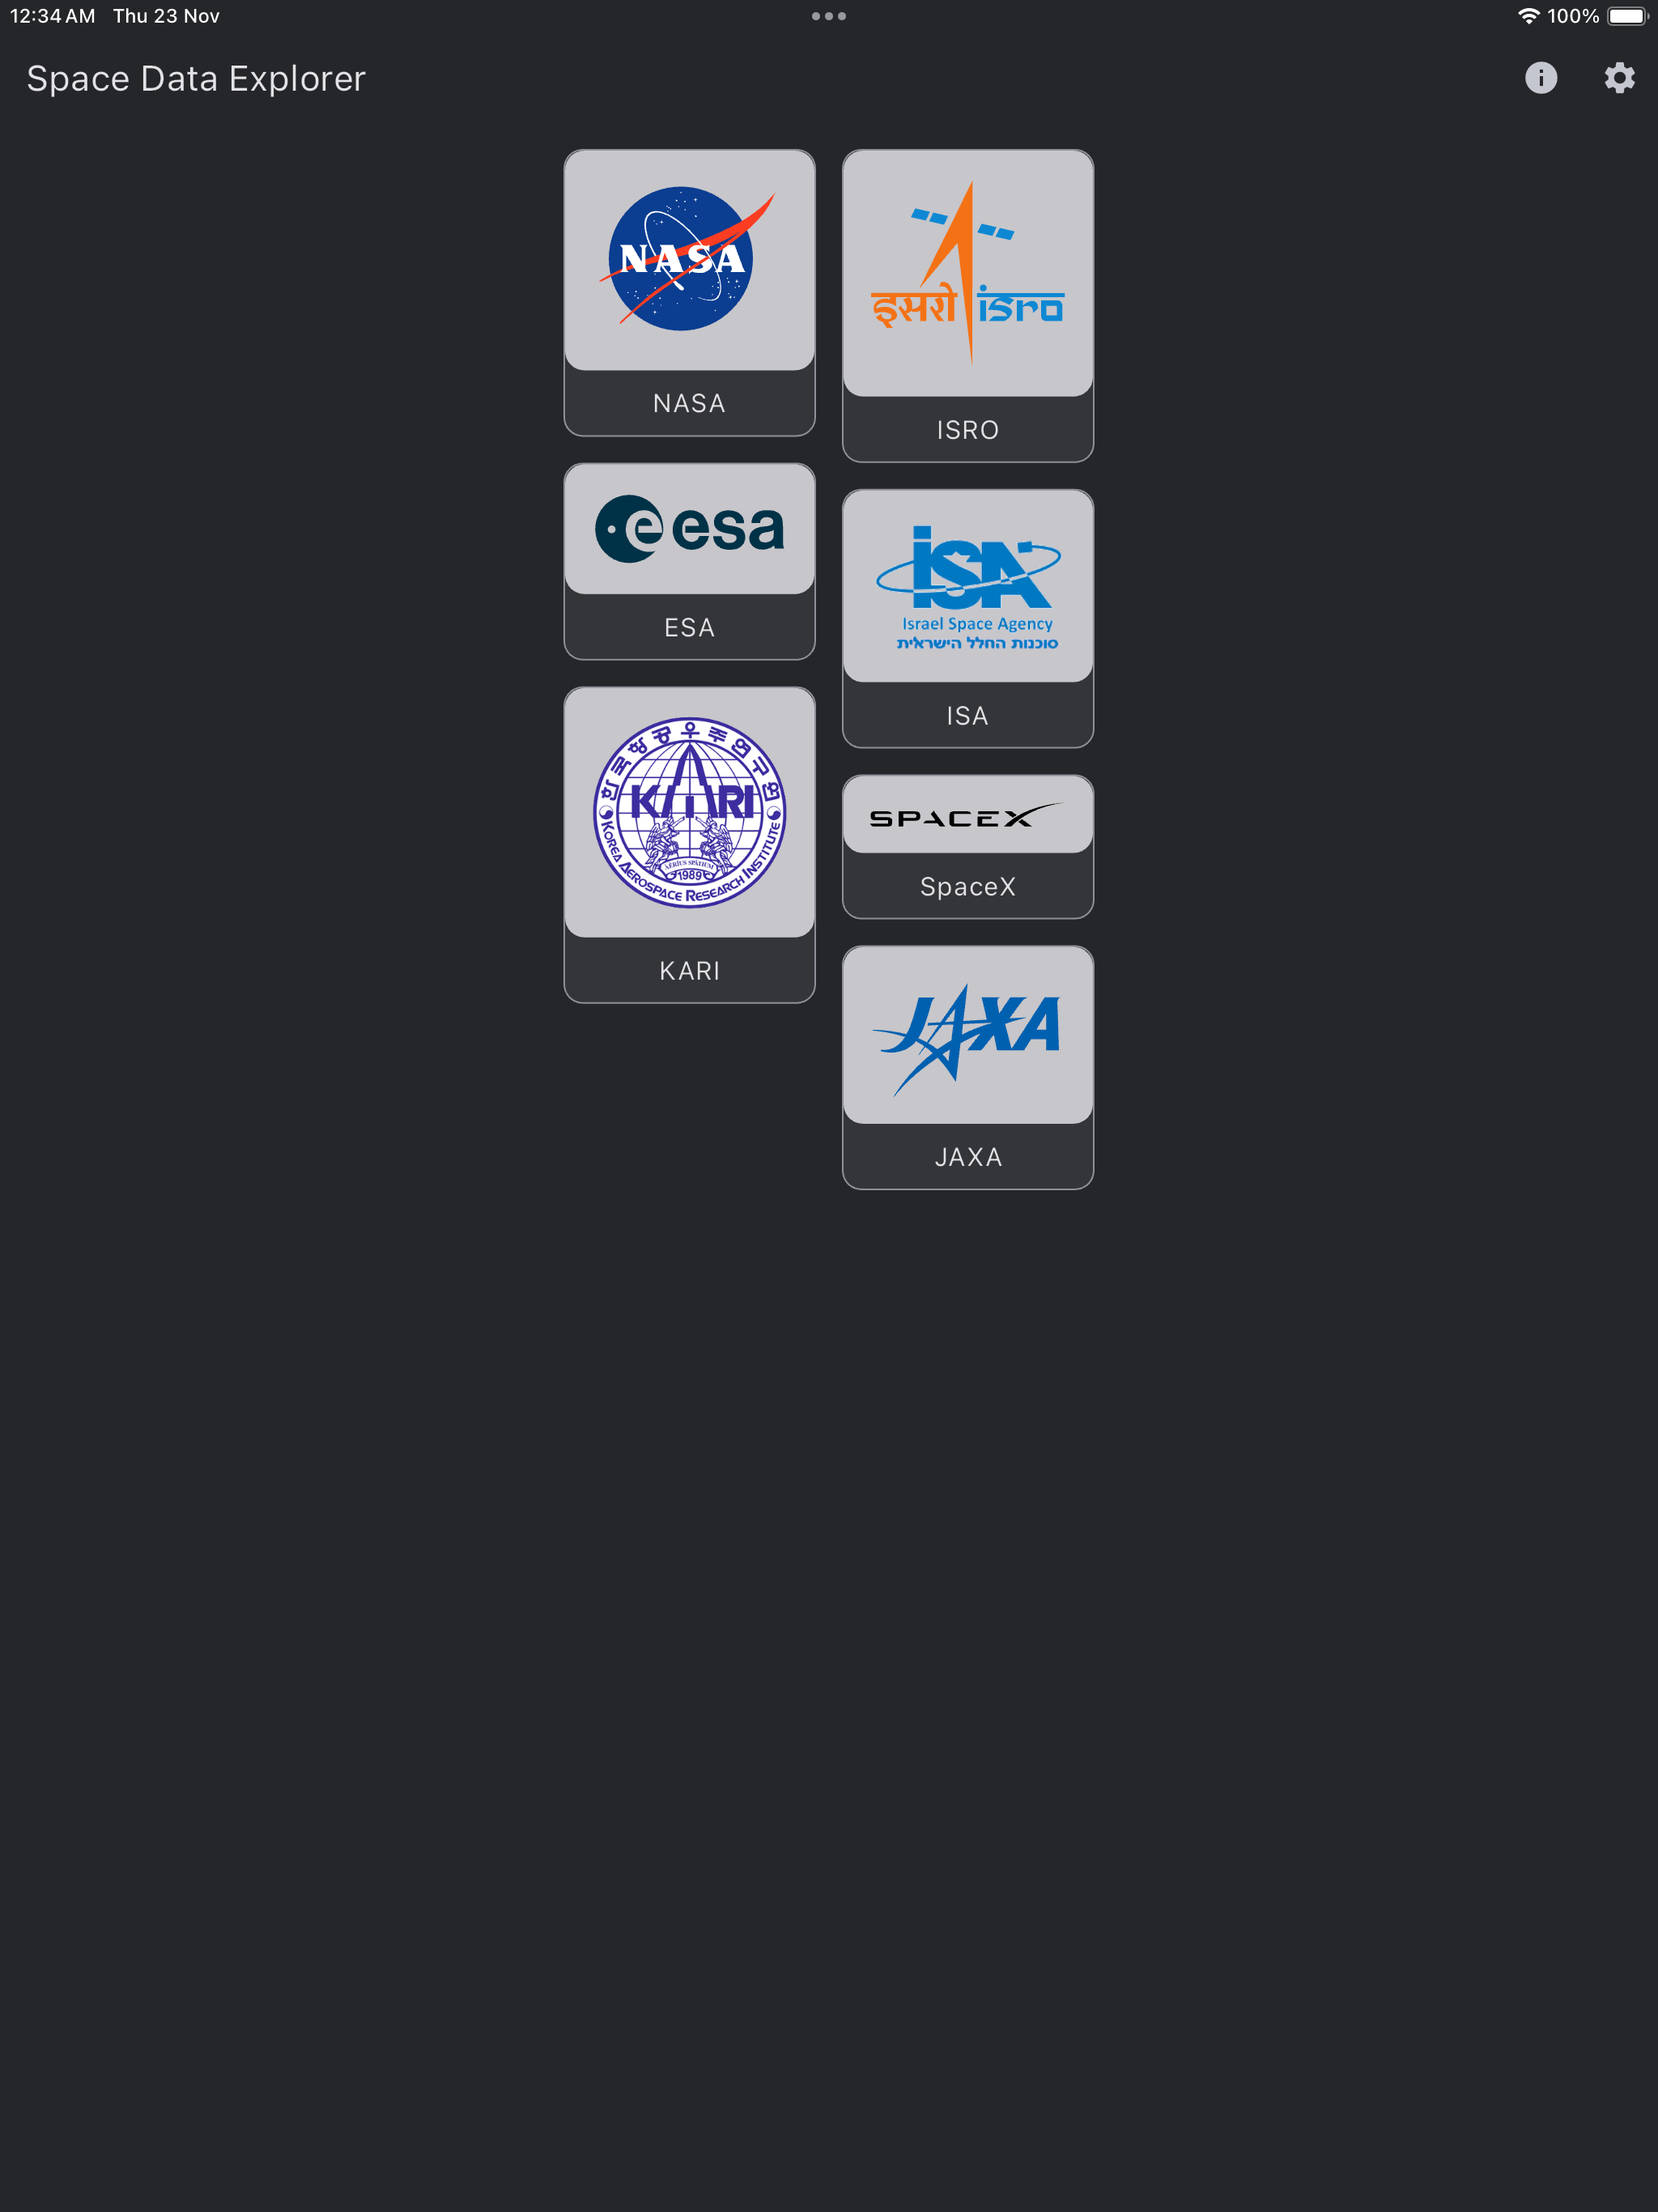 12:34 AM Thu 23 Nov
100%
Space Data Explorer
NASA
NASA
इसरो isro
ISRO
esa
ESA
ISA
Israel Space Agency
סוכנות החלל הישראלית
ISA
한국항공우주연구원
KARI
AERIUS SPATIUM
1989
KOREA AEROSPACE RESEARCH INSTITUTE
KARI
SPACEX
SpaceX
JAXA
JAXA